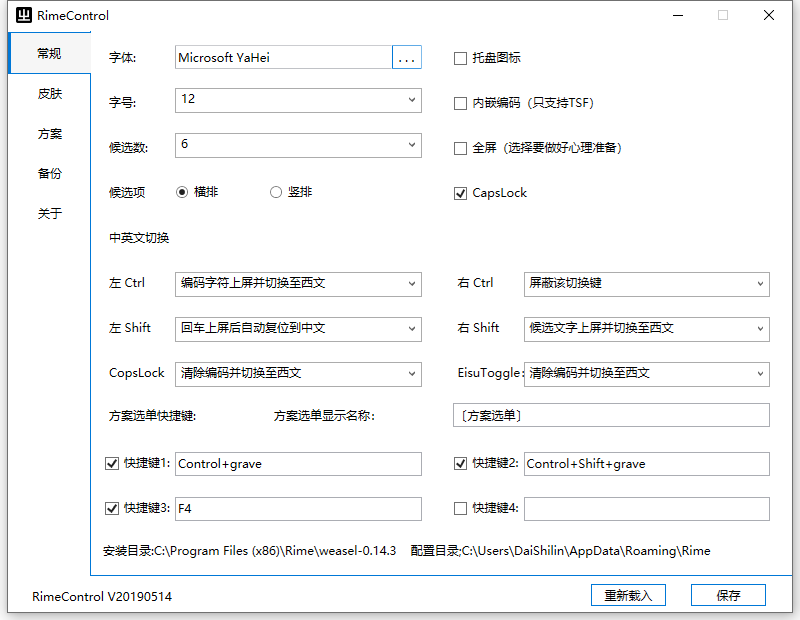 RimeControl
常规
皮肤
方案
备份
关于
字体: Microsoft YaHei ... 托盘图标
字号: 12 内嵌编码（只支持TSF）
候选数: 6 全屏（选择要做好心理准备）
候选项 横排 竖排 CapsLock
中英文切换
左 Ctrl 编码字符上屏并切换至西文 右 Ctrl 屏蔽该切换键
左 Shift 回车上屏后自动复位到中文 右 Shift 候选文字上屏并切换至西文
CopsLock 清除编码并切换至西文 EisuToggle: 清除编码并切换至西文
方案选单快捷键: 方案选单显示名称: 〔方案选单〕
快捷键1: Control+grave 快捷键2: Control+Shift+grave
快捷键3: F4 快捷键4:
安装目录:C:\Program Files (x86)\Rime\weasel-0.14.3 配置目录;C:\Users\DaiShilin\AppData\Roaming\Rime
RimeControl V20190514 重新载入 保存